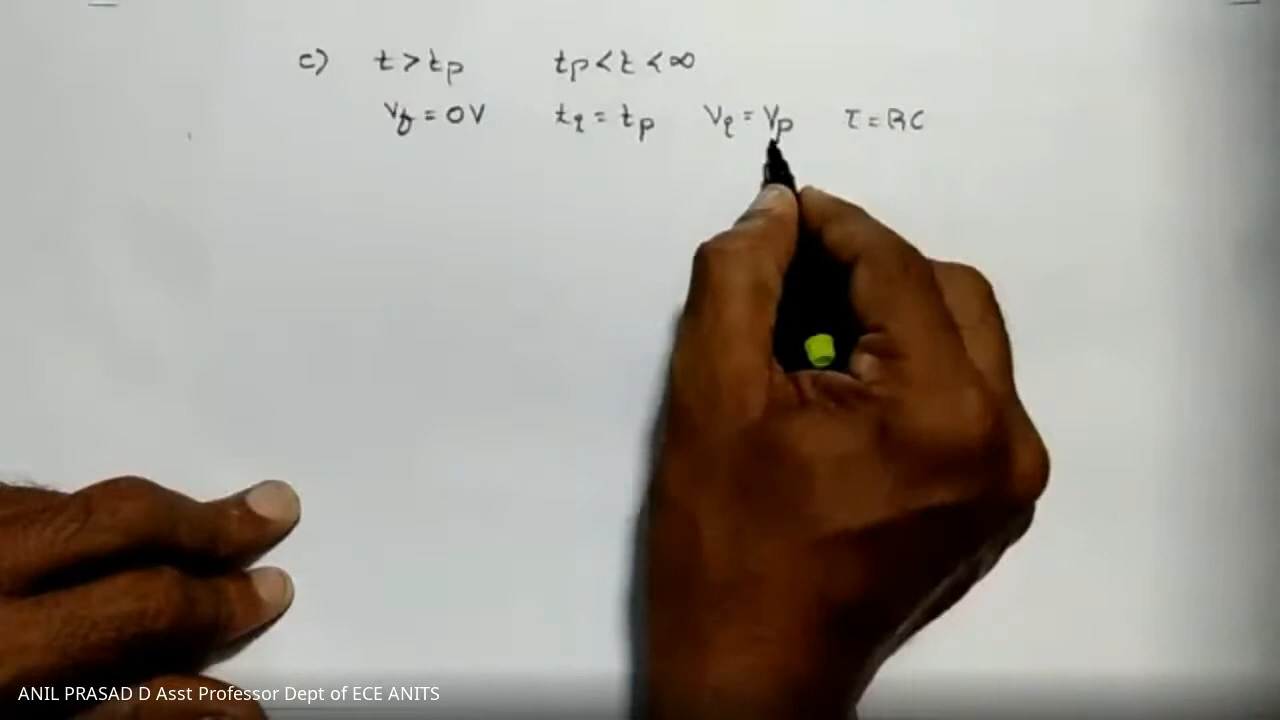 c) t > tp tp < t < ∞
Vf = 0V ti = tp Vi = Vp τ = RC
ANIL PRASAD D Asst Professor Dept of ECE ANITS